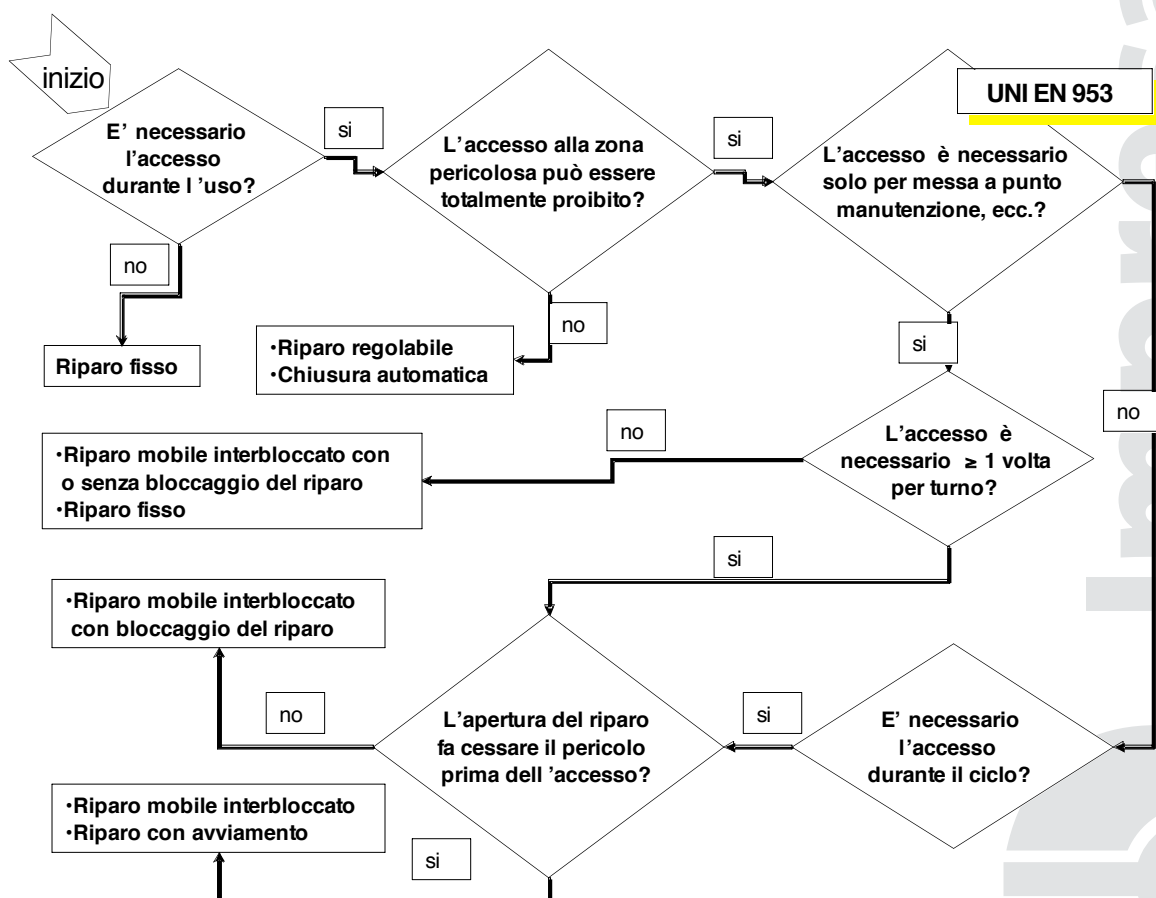 inizio
UNI EN 953
E' necessario
l'accesso
durante l 'uso?
si
L'accesso alla zona
pericolosa può essere
totalmente proibito?
si
L'accesso è necessario
solo per messa a punto
manutenzione, ecc.?
no
Riparo fisso
no
•Riparo regolabile
•Chiusura automatica
si
no
L'accesso è
necessario ≥ 1 volta
per turno?
no
•Riparo mobile interbloccato con
o senza bloccaggio del riparo
•Riparo fisso
si
•Riparo mobile interbloccato
con bloccaggio del riparo
no
L'apertura del riparo
fa cessare il pericolo
prima dell 'accesso?
si
E' necessario
l'accesso
durante il ciclo?
•Riparo mobile interbloccato
•Riparo con avviamento
si